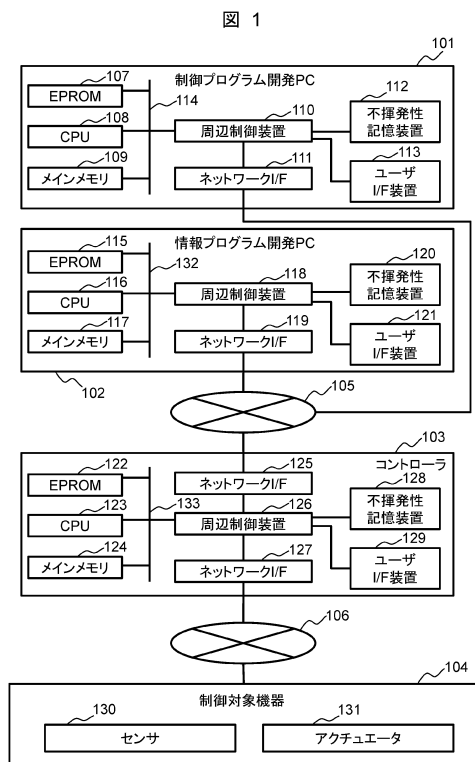 図 1
101
制御プログラム開発PC
107
EPROM
114
108
CPU
109
メインメモリ
110
周辺制御装置
111
ネットワークI/F
112
不揮発性
記憶装置
113
ユーザ
I/F装置
情報プログラム開発PC
115
EPROM
132
116
CPU
117
メインメモリ
118
周辺制御装置
119
ネットワークI/F
120
不揮発性
記憶装置
121
ユーザ
I/F装置
102
105
103
コントローラ
122
EPROM
133
123
CPU
124
メインメモリ
125
ネットワークI/F
126
周辺制御装置
127
ネットワークI/F
128
不揮発性
記憶装置
129
ユーザ
I/F装置
106
104
制御対象機器
130
センサ
131
アクチュエータ